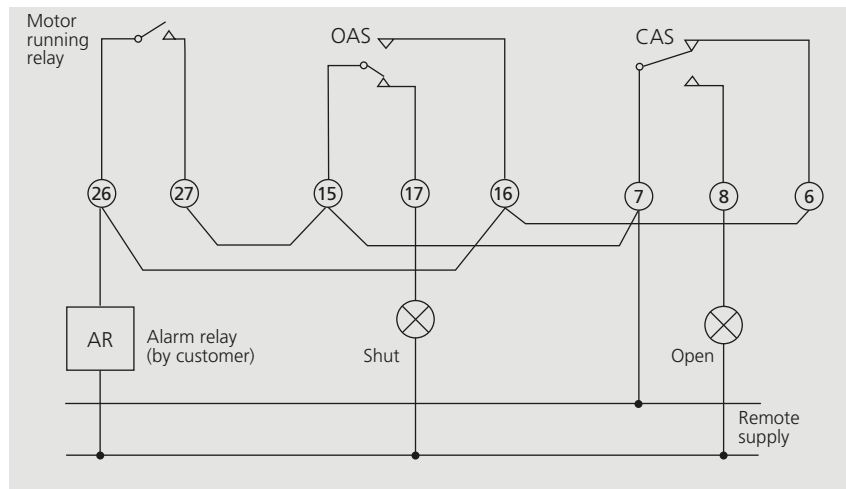 Motor
running
relay
OAS
CAS
26
27
15
17
16
7
8
6
AR
Alarm relay
(by customer)
Shut
Open
Remote
supply